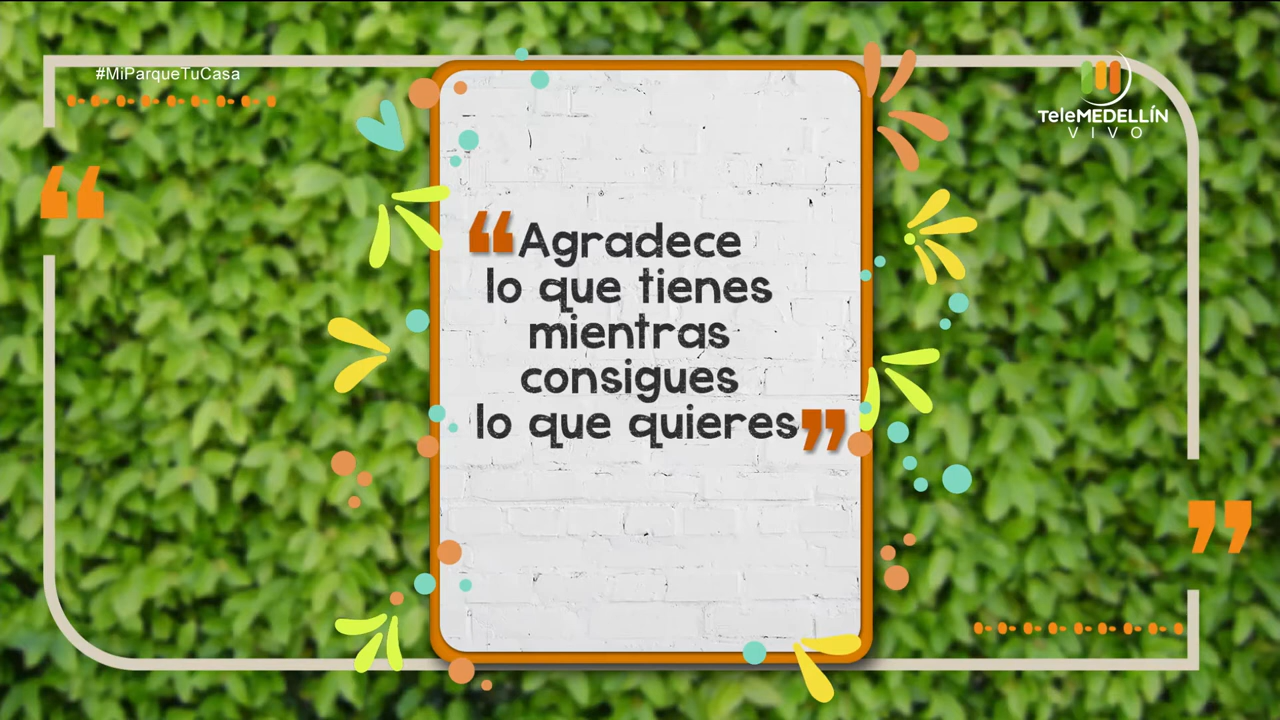 #MiParqueTuCasa
TeleMEDELLÍN
VIVO
“Agradece
lo que tienes
mientras
consigues
lo que quieres”